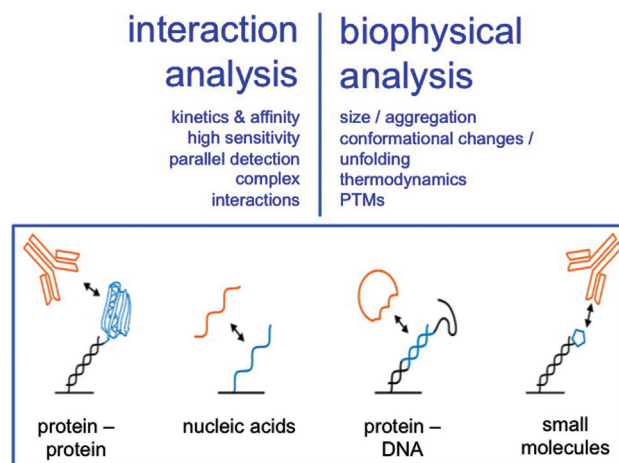 interaction
analysis
kinetics & affinity
high sensitivity
parallel detection
complex
interactions
biophysical
analysis
size / aggregation
conformational changes /
unfolding
thermodynamics
PTMs
protein –
protein
nucleic acids
protein –
DNA
small
molecules